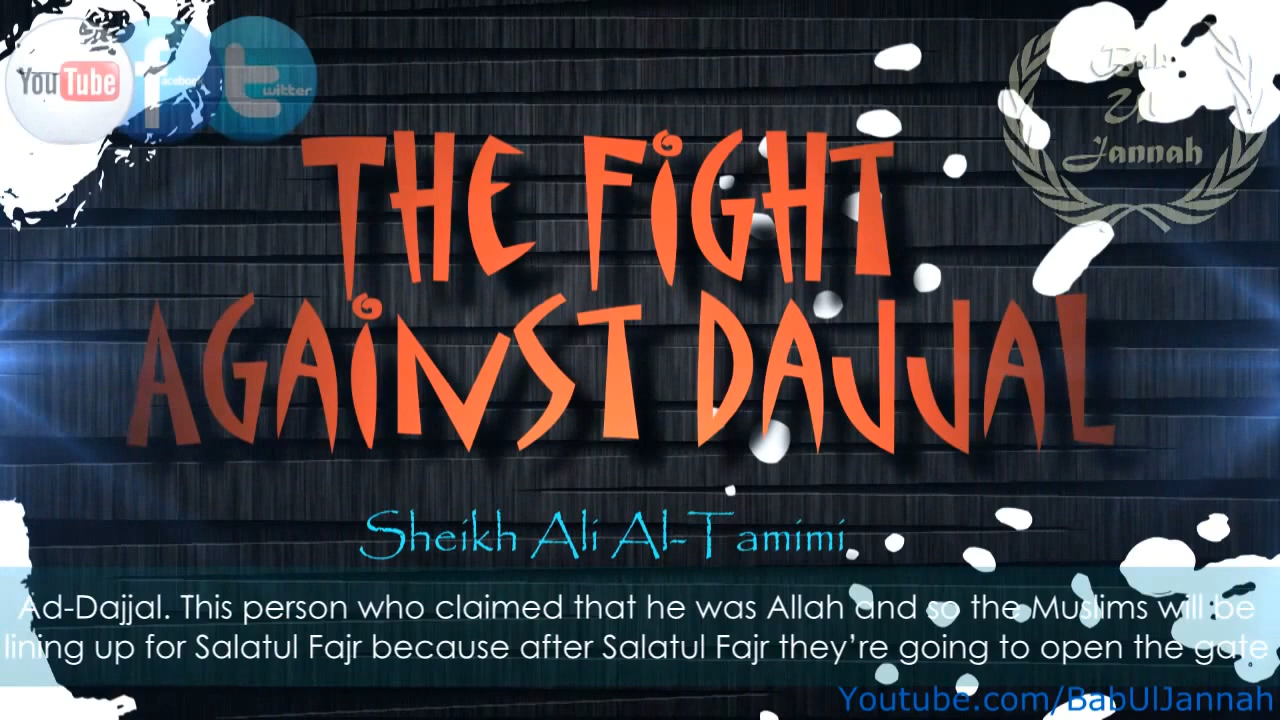 YouTube
facebook
twitter
Bab
Ul
Jannah
THE FiGHT
AGAiNST DAJJAL
Sheikh Ali Al-Tamimi
Ad-Dajjal. This person who claimed that he was Allah and so the Muslims will be
lining up for Salatul Fajr because after Salatul Fajr they’re going to open the gate
Youtube.com/BabUlJannah